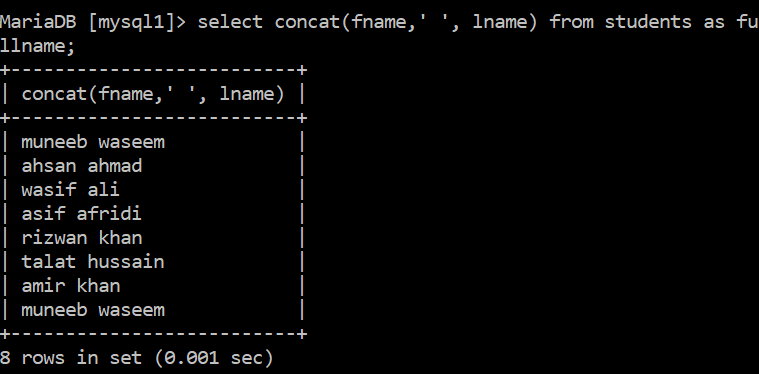 MariaDB [mysql1]> select concat(fname,' ', lname) from students as fu
llname;
+--------------------------+
| concat(fname,' ', lname) |
+--------------------------+
| muneeb waseem            |
| ahsan ahmad              |
| wasif ali                |
| asif afridi              |
| rizwan khan              |
| talat hussain            |
| amir khan                |
| muneeb waseem            |
+--------------------------+
8 rows in set (0.001 sec)